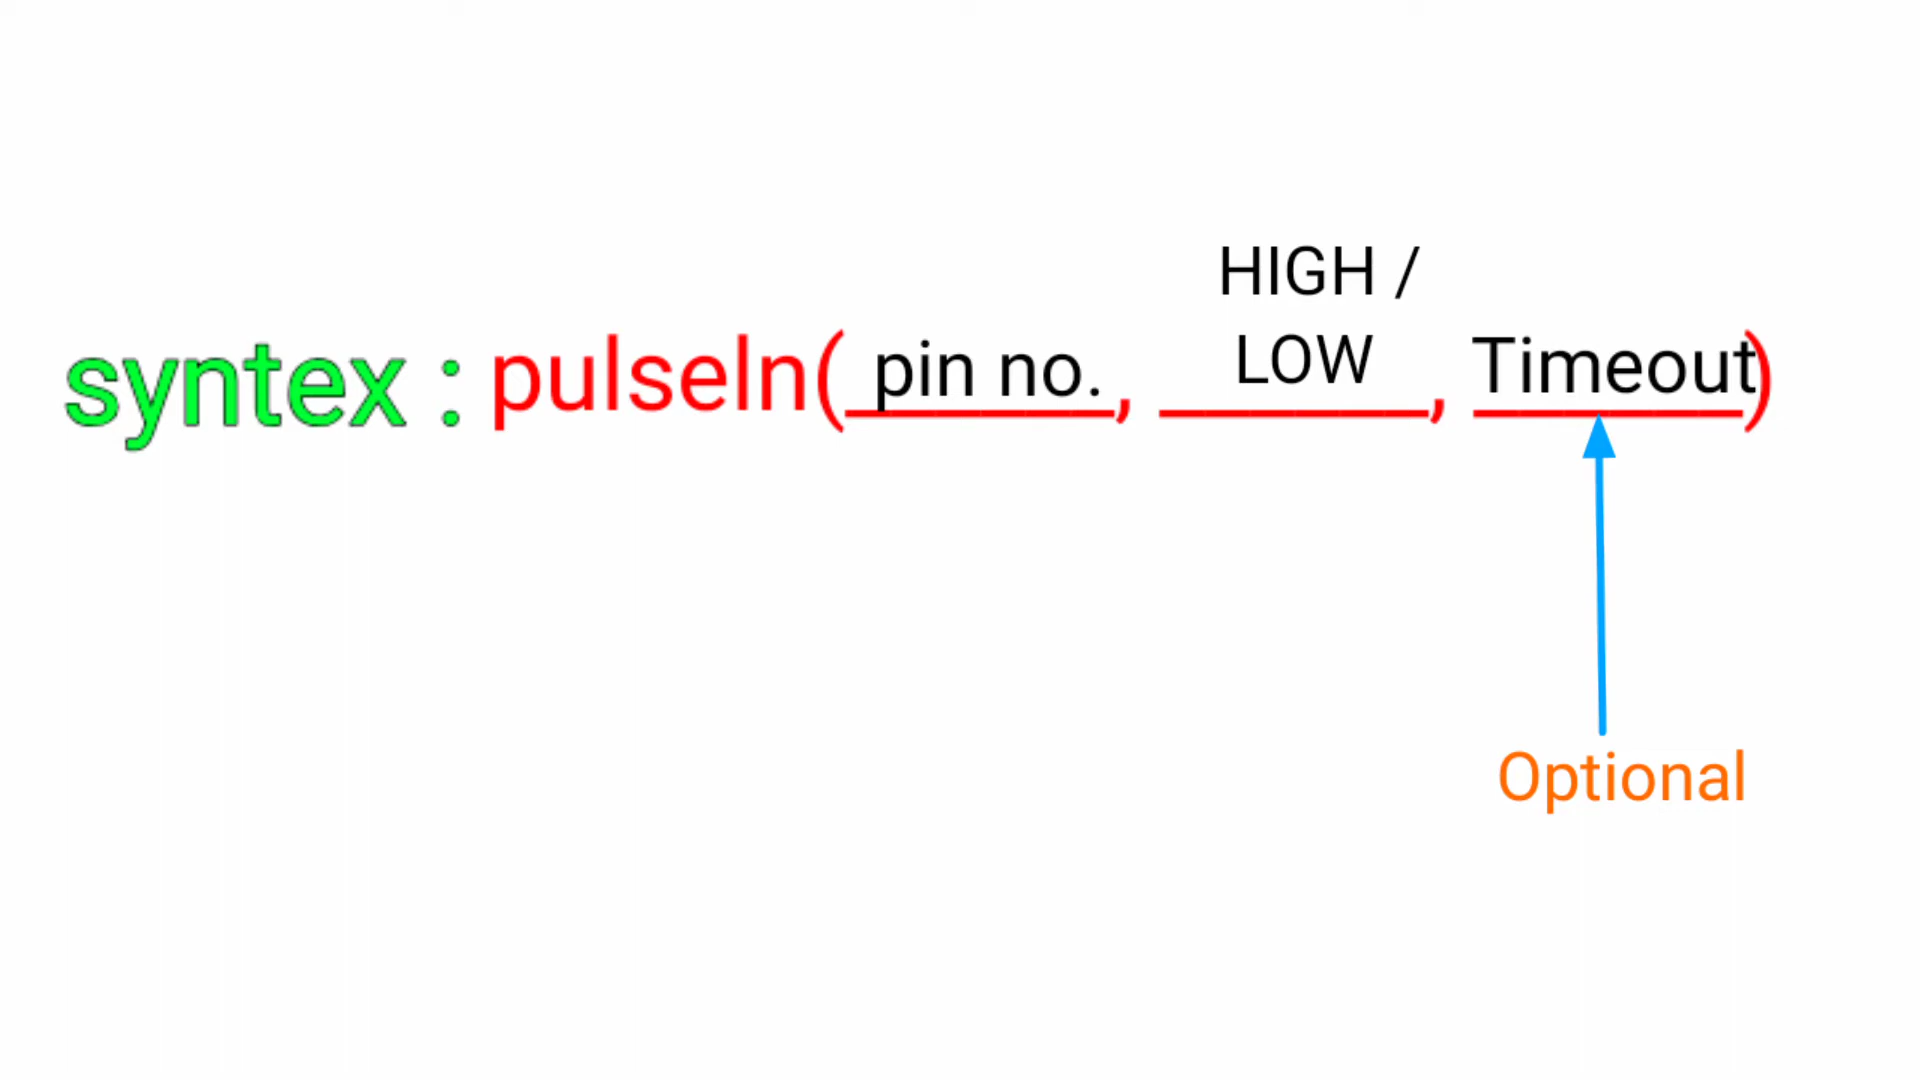 HIGH /
LOW
syntex : pulseIn( pin no. , , Timeout)
Optional